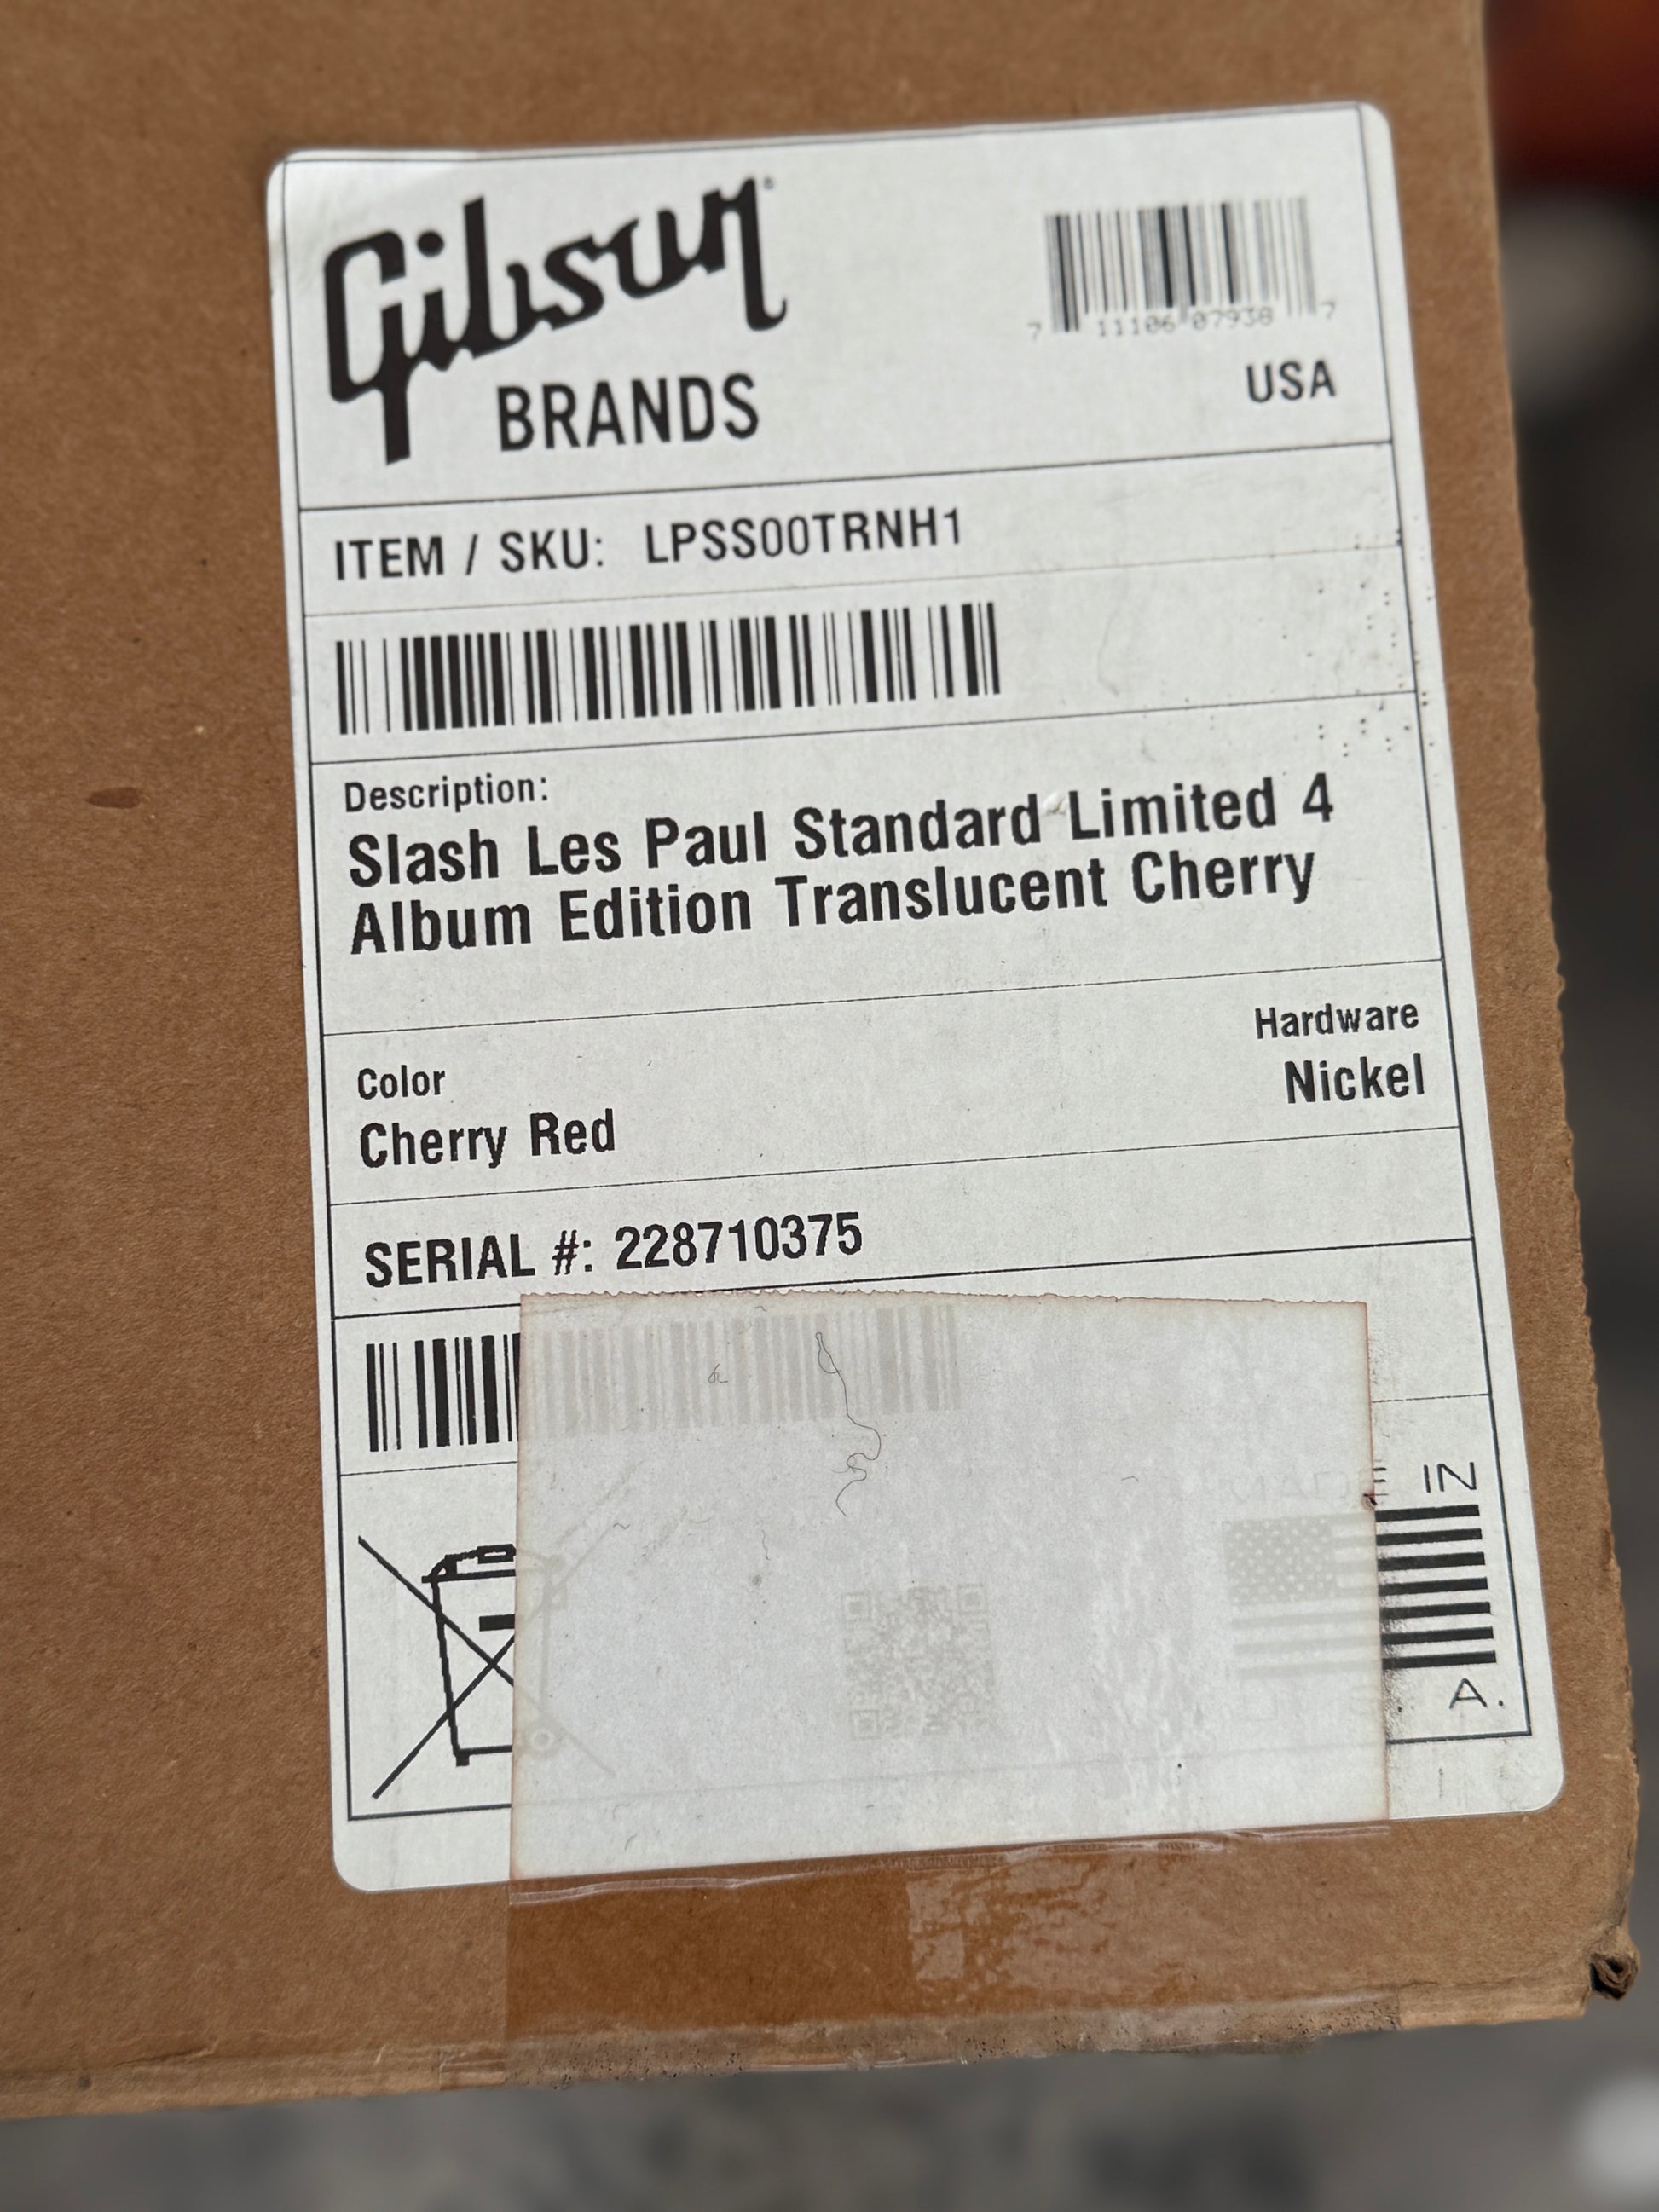 Gibson
BRANDS
7 11106 07938 7
USA
ITEM / SKU: LPSS00TRNH1
Description:
Slash Les Paul Standard Limited 4
Album Edition Translucent Cherry
Color
Cherry Red
Hardware
Nickel
SERIAL #: 228710375
MADE IN
A.